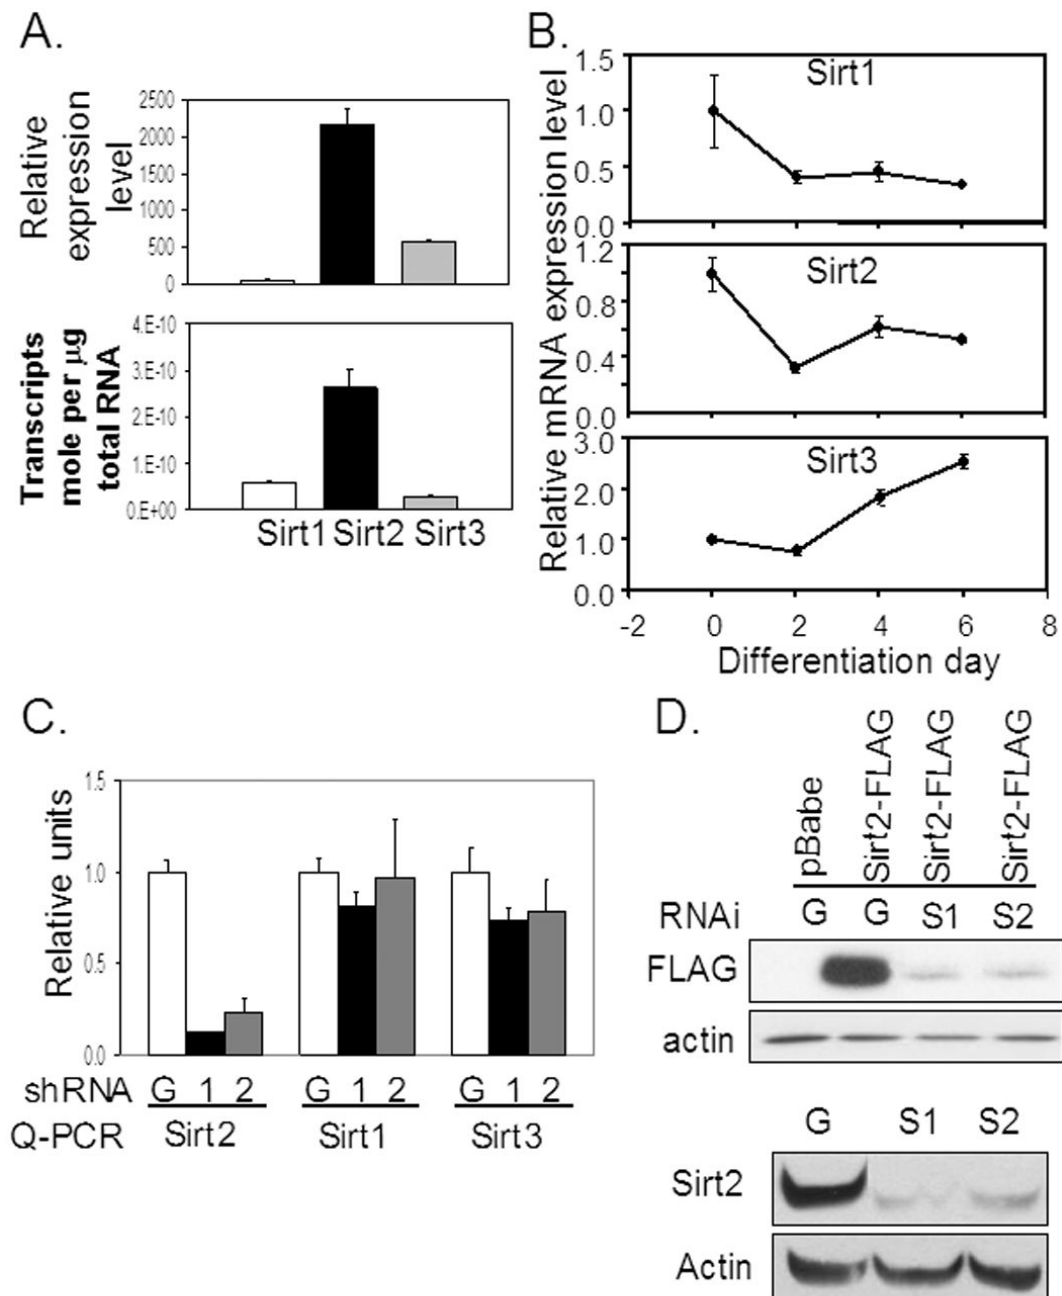 A.
Relative
expression
level
2500
2000
1500
1000
500
0
Transcripts
mole per µg
total RNA
4.E-10
3.E-10
2.E-10
1.E-10
0.E+00
Sirt1 Sirt2 Sirt3
B.
Relative mRNA expression level
1.5
1.0
0.5
0.0
Sirt1
1.2
0.8
0.4
0.0
Sirt2
3.0
2.0
1.0
0.0
Sirt3
-2 0 2 4 6 8
Differentiation day
C.
Relative units
1.5
1.0
0.5
0.0
shRNA G 1 2 G 1 2 G 1 2
Q-PCR Sirt2 Sirt1 Sirt3
D.
pBabe
Sirt2-FLAG
Sirt2-FLAG
Sirt2-FLAG
RNAi G G S1 S2
FLAG
actin
G S1 S2
Sirt2
Actin